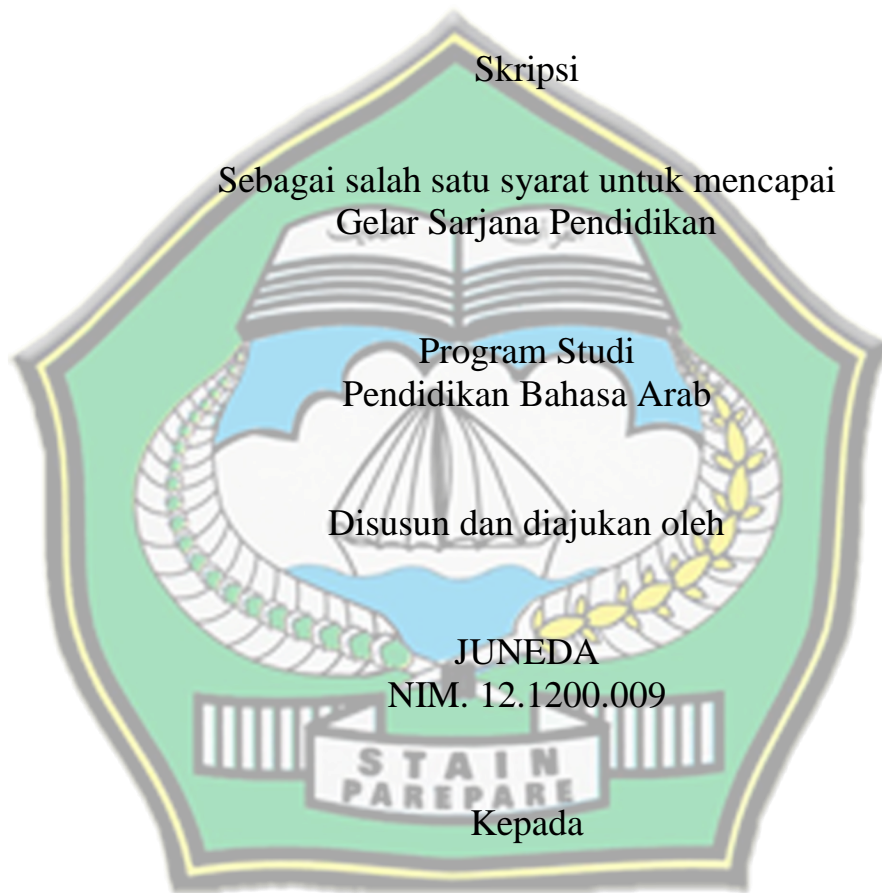 Skripsi
Sebagai salah satu syarat untuk mencapai
Gelar Sarjana Pendidikan
Program Studi
Pendidikan Bahasa Arab
Disusun dan diajukan oleh
JUNEDA
NIM. 12.1200.009
STAIN
PAREPARE
Kepada